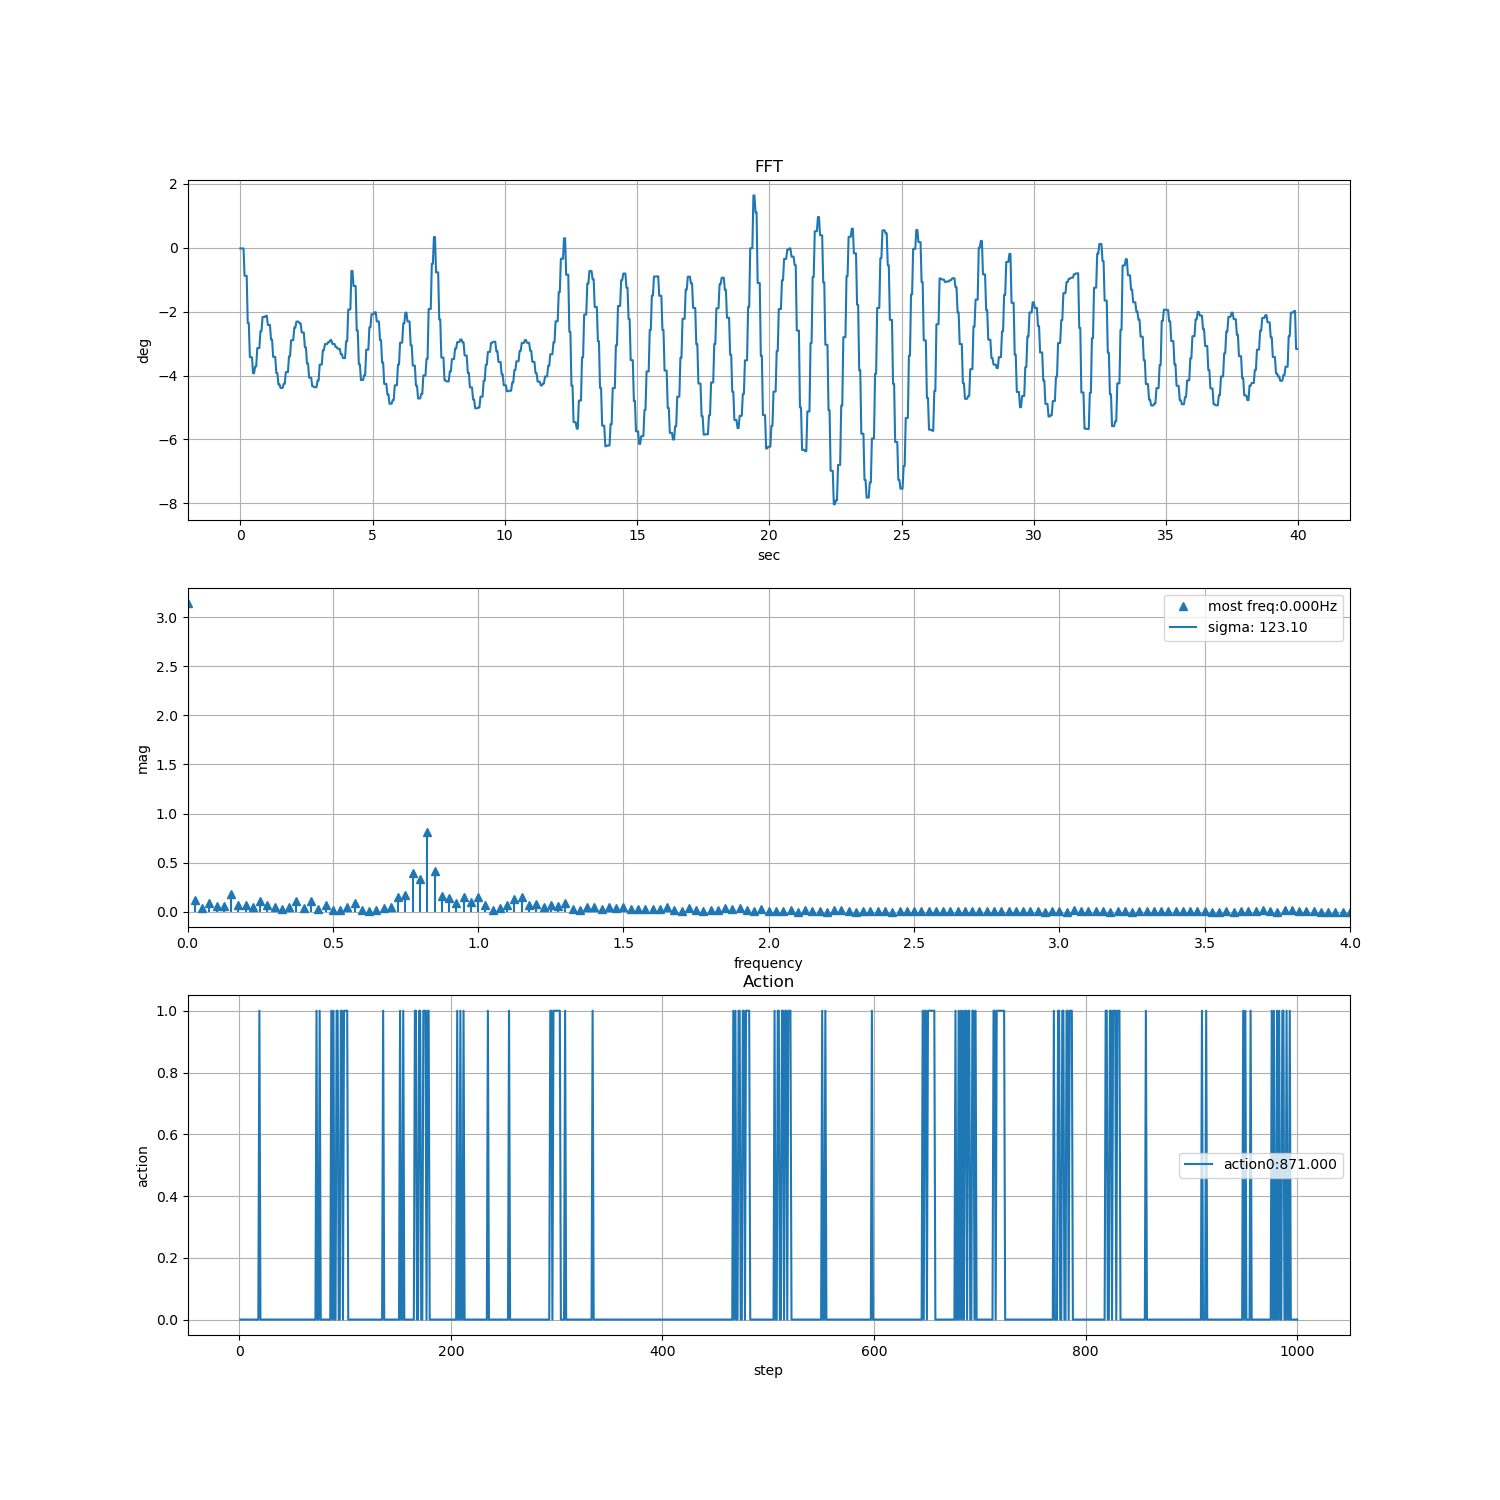 FFT
2
0
−2
−4
−6
−8
deg
0 5 10 15 20 25 30 35 40
sec
3.0
2.5
2.0
1.5
1.0
0.5
0.0
mag
most freq:0.000Hz
sigma: 123.10
0.0 0.5 1.0 1.5 2.0 2.5 3.0 3.5 4.0
frequency
Action
1.0
0.8
0.6
0.4
0.2
0.0
action
action0:871.000
0 200 400 600 800 1000
step